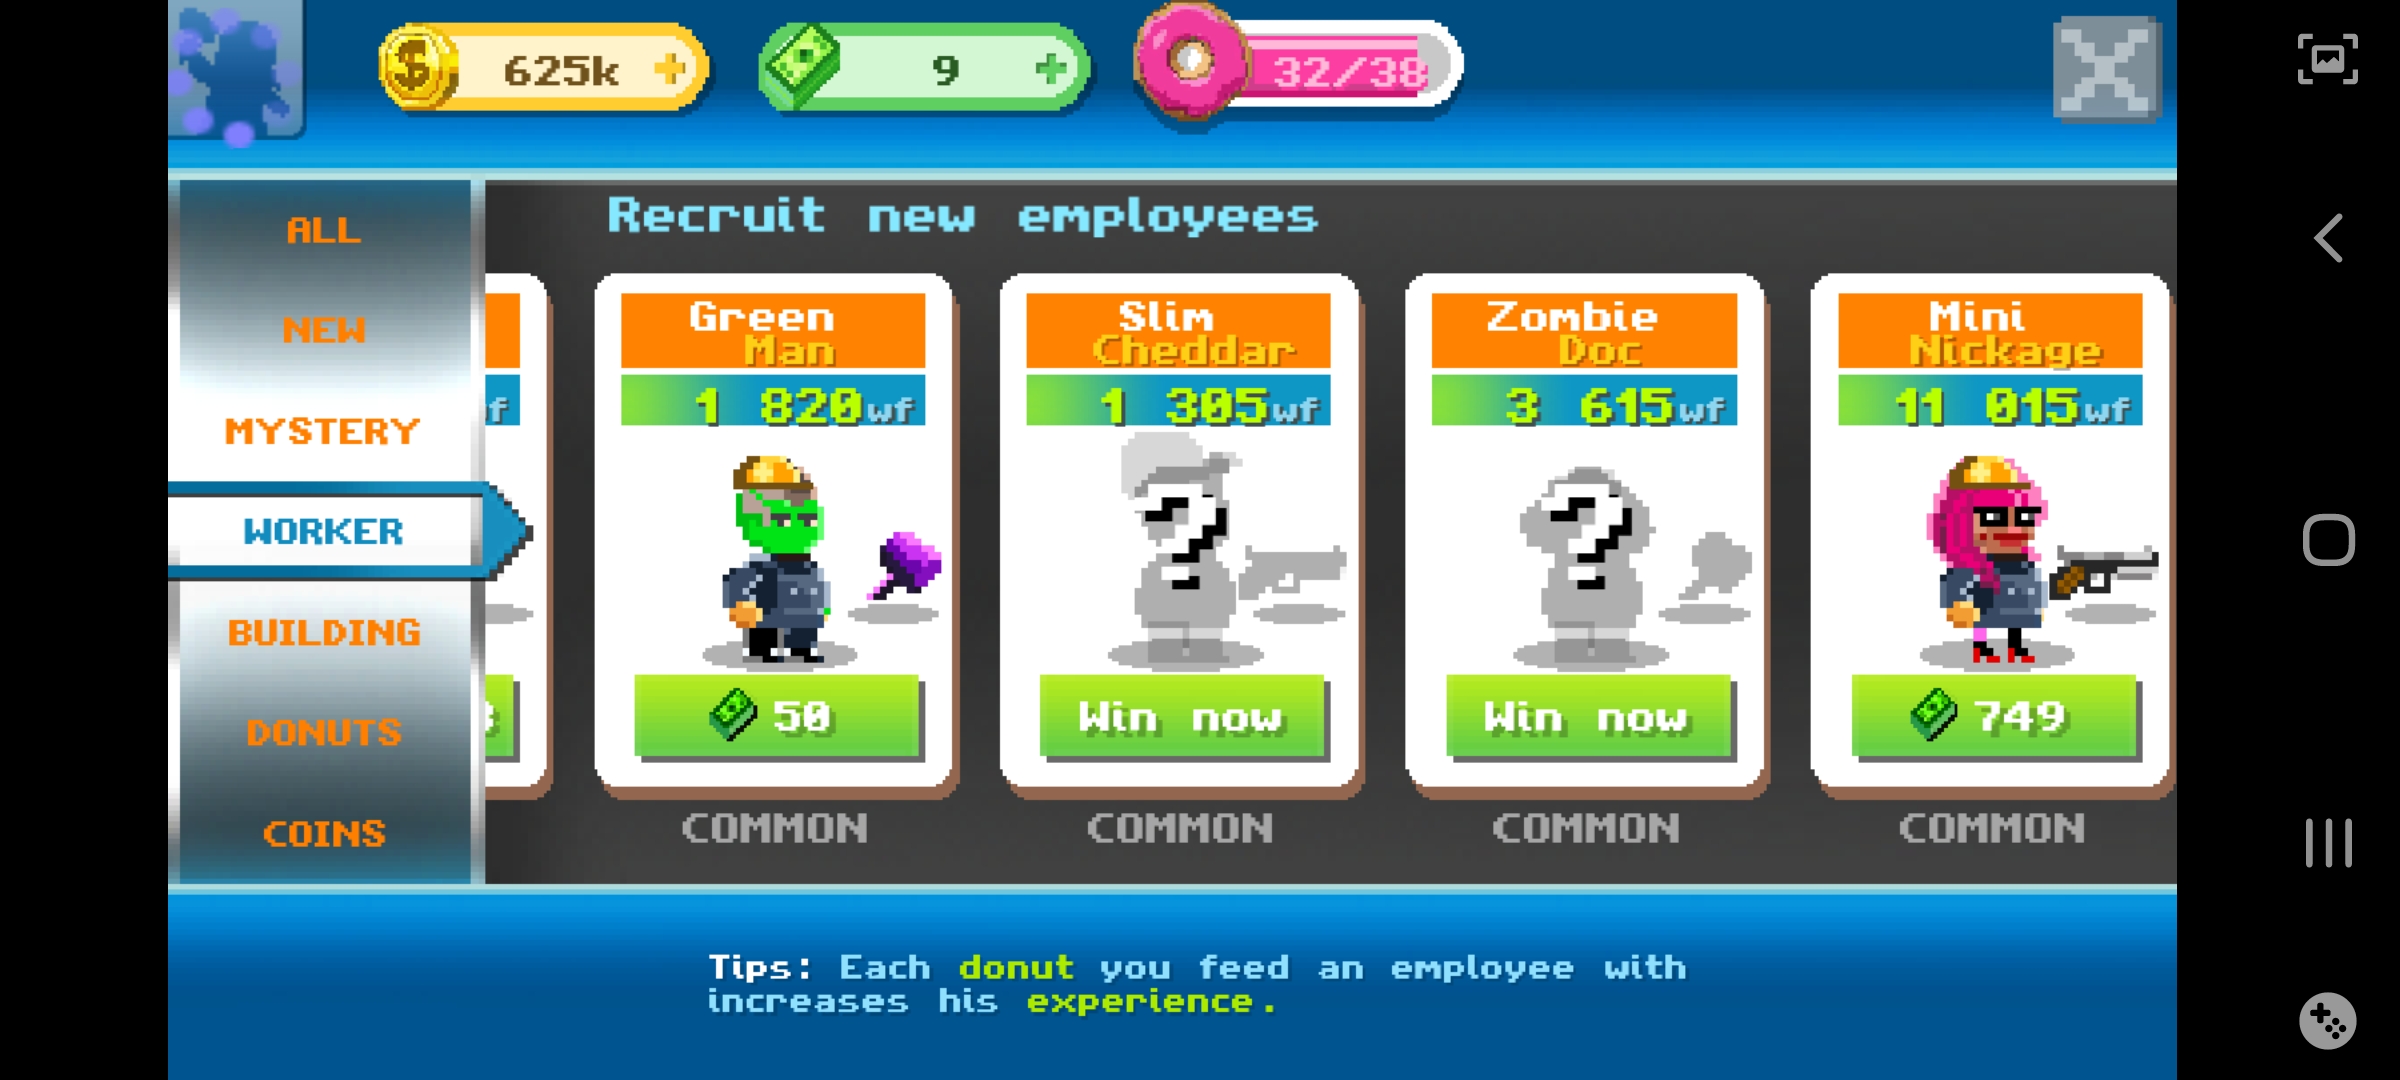 625k
9
32/38
ALL
NEW
MYSTERY
WORKER
BUILDING
DONUTS
COINS
Recruit new employees
wf
Green
Man
1 820wf
50
COMMON
Slim
Cheddar
1 305wf
?
Win now
COMMON
Zombie
Doc
3 615wf
?
Win now
COMMON
Mini
Nickage
11 015wf
749
COMMON
Tips: Each donut you feed an employee with
increases his experience.